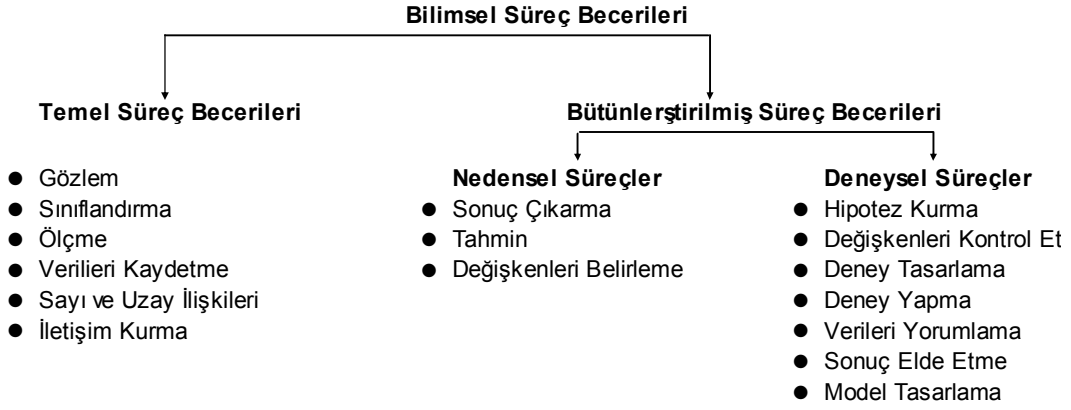 Bilimsel Süreç Becerileri
Temel Süreç Becerileri
Gözlem
Sınıflandırma
Ölçme
Verilieri Kaydetme
Sayı ve Uzay İlişkileri
İletişim Kurma
Bütünlerştirilmiş Süreç Becerileri
Nedensel Süreçler
Sonuç Çıkarma
Tahmin
Değişkenleri Belirleme
Deneysel Süreçler
Hipotez Kurma
Değişkenleri Kontrol Et
Deney Tasarlama
Deney Yapma
Verileri Yorumlama
Sonuç Elde Etme
Model Tasarlama